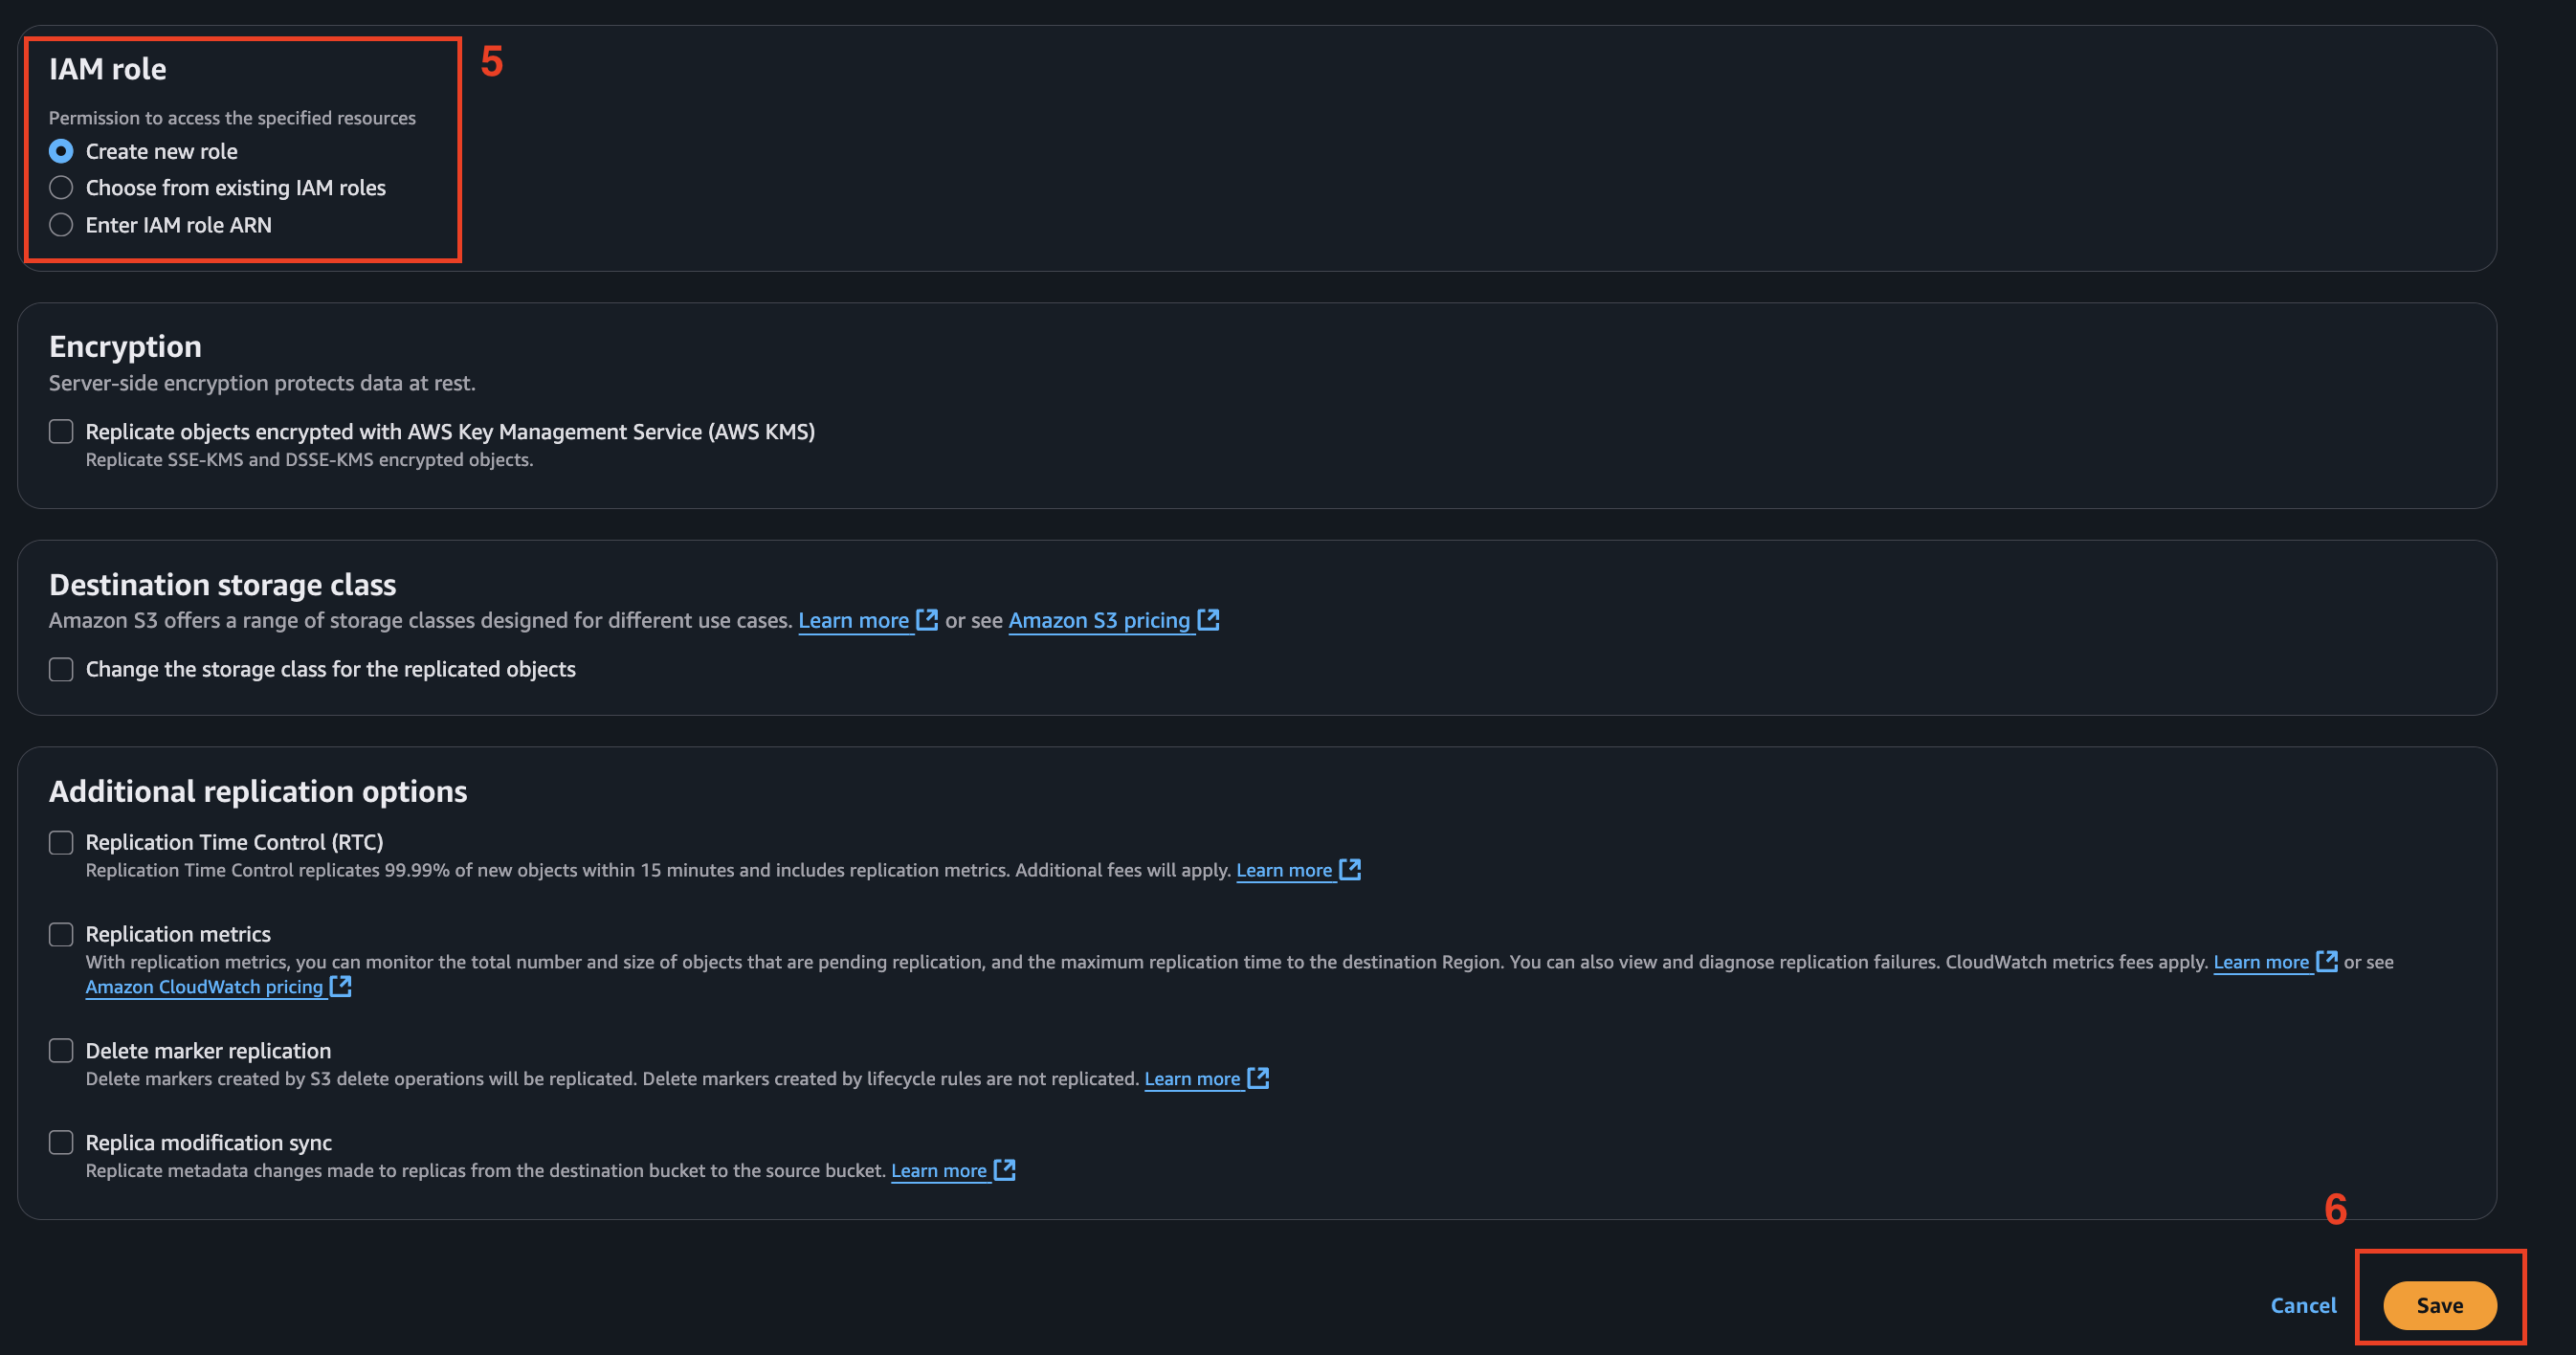 IAM role
5
Permission to access the specified resources
Create new role
Choose from existing IAM roles
Enter IAM role ARN
Encryption
Server-side encryption protects data at rest.
Replicate objects encrypted with AWS Key Management Service (AWS KMS)
Replicate SSE-KMS and DSSE-KMS encrypted objects.
Destination storage class
Amazon S3 offers a range of storage classes designed for different use cases. Learn more or see Amazon S3 pricing
Change the storage class for the replicated objects
Additional replication options
Replication Time Control (RTC)
Replication Time Control replicates 99.99% of new objects within 15 minutes and includes replication metrics. Additional fees will apply. Learn more
Replication metrics
With replication metrics, you can monitor the total number and size of objects that are pending replication, and the maximum replication time to the destination Region. You can also view and diagnose replication failures. CloudWatch metrics fees apply. Learn more or see
Amazon CloudWatch pricing
Delete marker replication
Delete markers created by S3 delete operations will be replicated. Delete markers created by lifecycle rules are not replicated. Learn more
Replica modification sync
Replicate metadata changes made to replicas from the destination bucket to the source bucket. Learn more
6
Cancel
Save